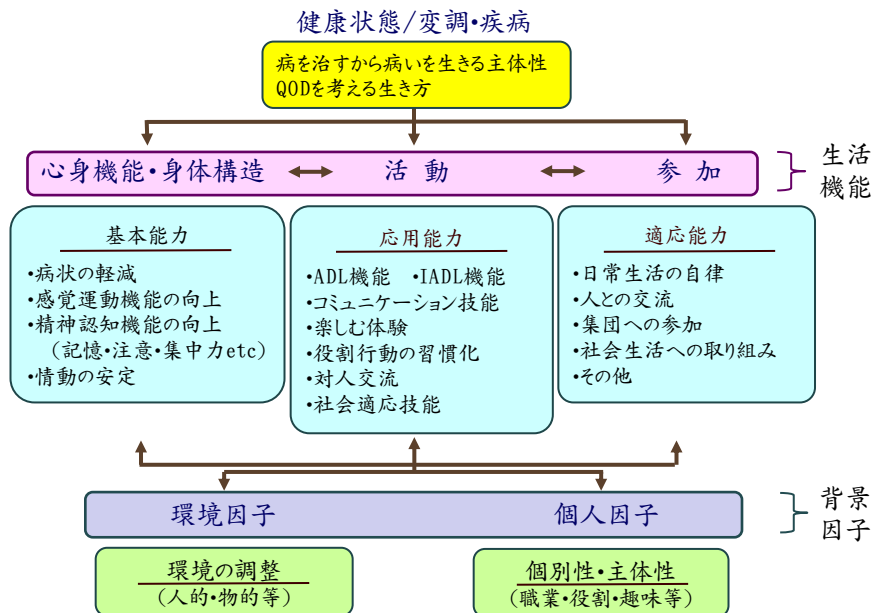 健康状態/変調・疾病
病を治すから病いを生きる主体性
QODを考える生き方
心身機能・身体構造
活 動
参 加
生活
機能
基本能力
・病状の軽減
・感覚運動機能の向上
・精神認知機能の向上
（記憶・注意・集中力etc）
・情動の安定
応用能力
・ADL機能 ・IADL機能
・コミュニケーション技能
・楽しむ体験
・役割行動の習慣化
・対人交流
・社会適応技能
適応能力
・日常生活の自律
・人との交流
・集団への参加
・社会生活への取り組み
・その他
環境因子
個人因子
背景
因子
環境の調整
（人的・物的等）
個別性・主体性
（職業・役割・趣味等）